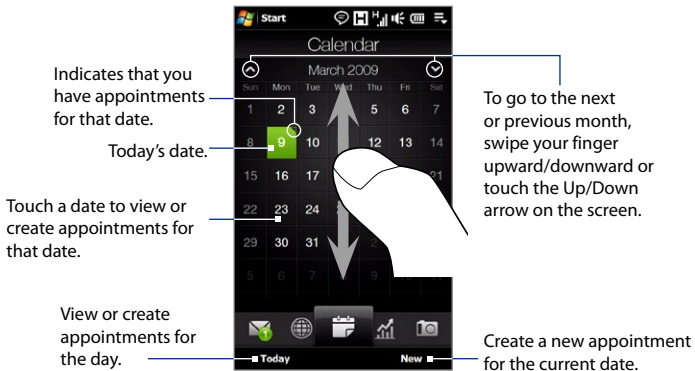 Start
Calendar
March 2009
Sun Mon Tue Wed Thu Fri Sat
1 2 3 5 6 7
8 9 10 12 13 14
15 16 17 21
22 23 24
29 30 31 2
5 6 7 9
1
Today New
Indicates that you
have appointments
for that date.
Today's date.
Touch a date to view or
create appointments for
that date.
View or create
appointments for
the day.
To go to the next
or previous month,
swipe your finger
upward/downward or
touch the Up/Down
arrow on the screen.
Create a new appointment
for the current date.